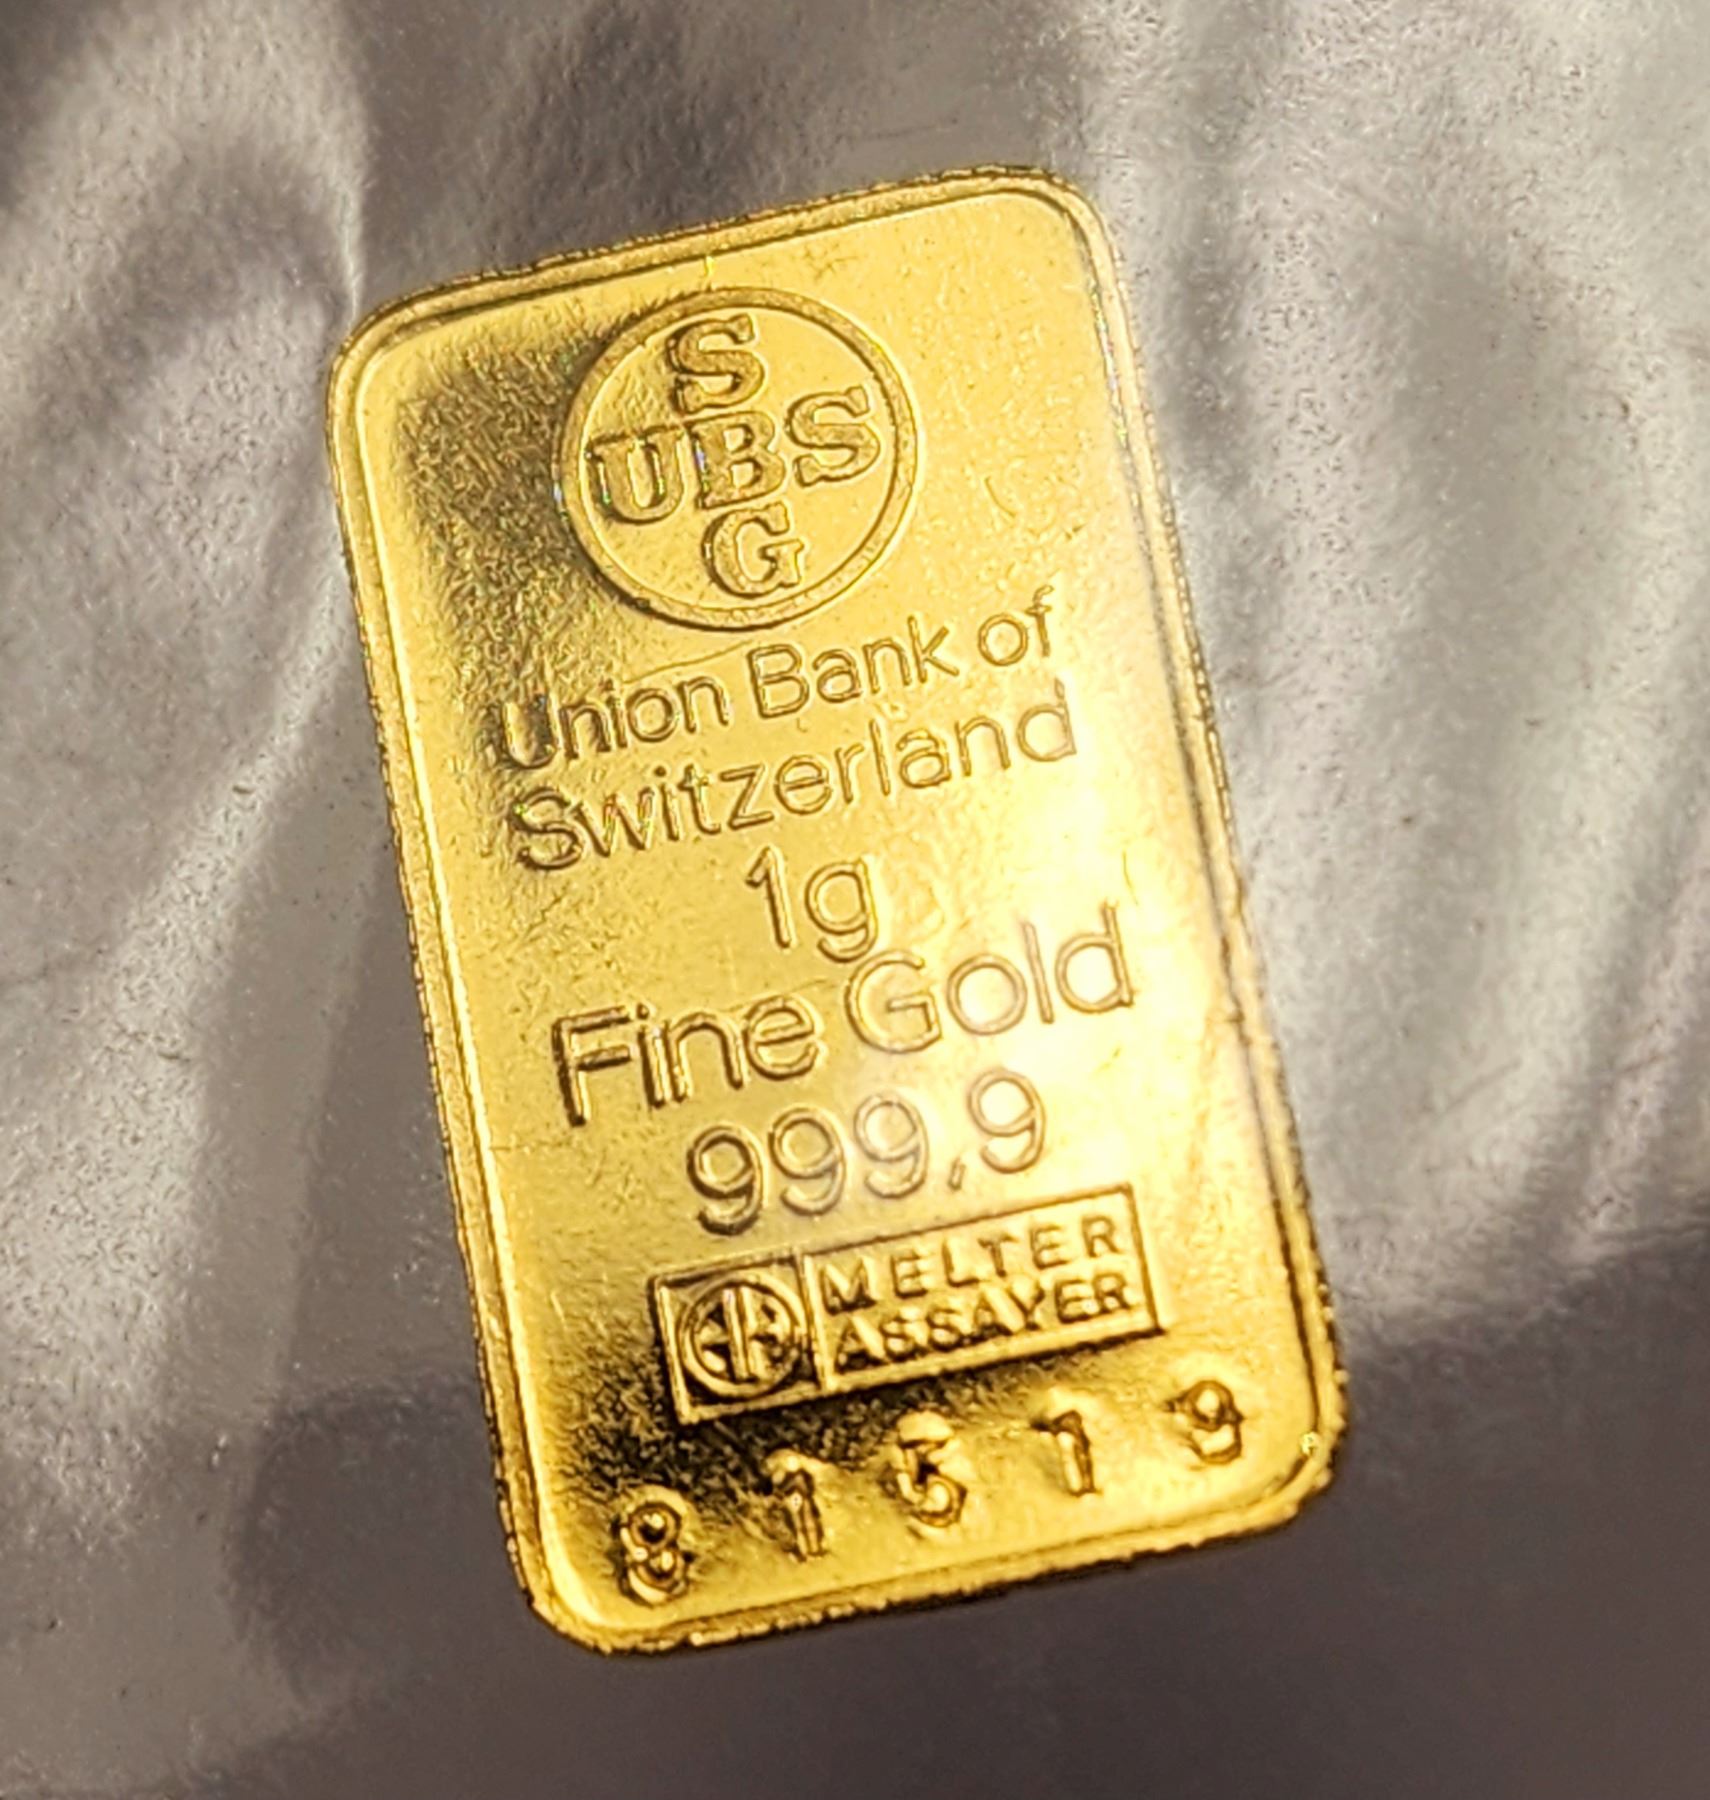 S
UBS
G
Union Bank of
Switzerland
1g
Fine Gold
999,9
MELTER
ASSAYER
81519